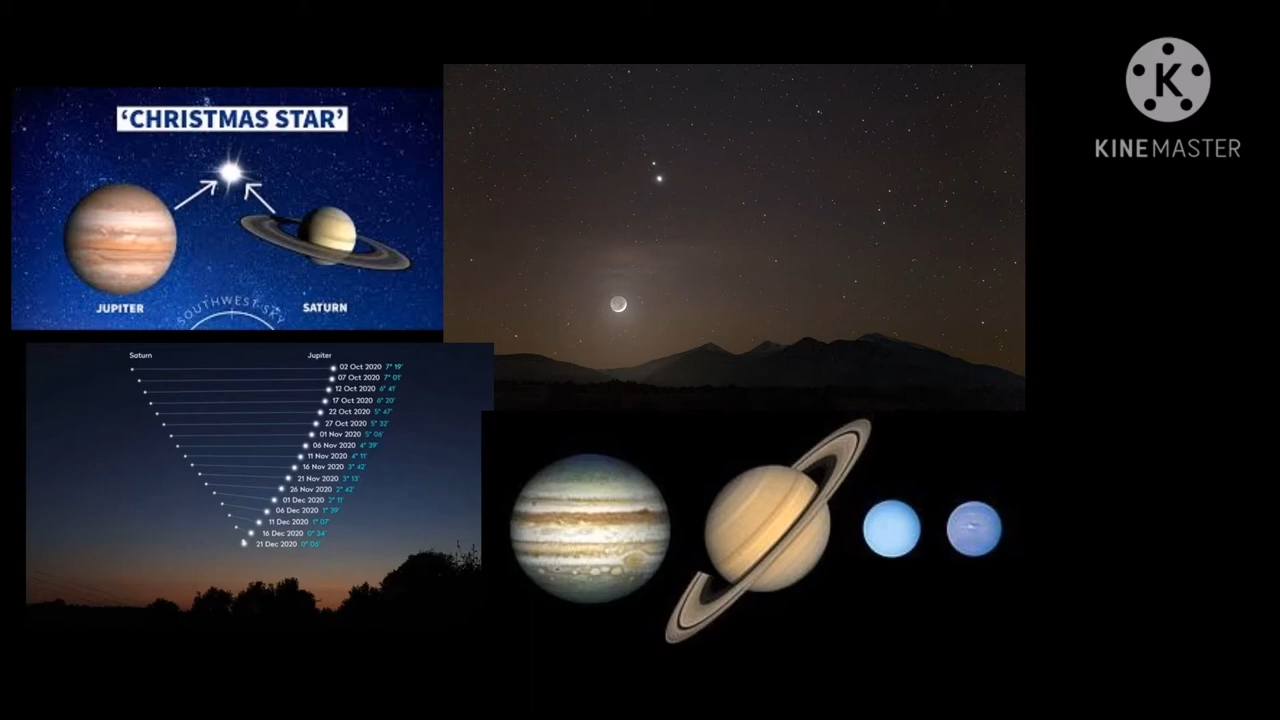 ‘CHRISTMAS STAR’
JUPITER
SATURN
SOUTHWEST SKY
KINEMASTER
Saturn
Jupiter
02 Oct 2020 7° 19'
07 Oct 2020 7° 01'
12 Oct 2020 6° 41'
17 Oct 2020 6° 20'
22 Oct 2020 5° 47'
27 Oct 2020 5° 32'
01 Nov 2020 5° 06'
06 Nov 2020 4° 39'
11 Nov 2020 4° 11'
16 Nov 2020 3° 42'
21 Nov 2020 3° 13'
26 Nov 2020 2° 42'
01 Dec 2020 2° 11'
06 Dec 2020 1° 39'
11 Dec 2020 1° 07'
16 Dec 2020 0° 34'
21 Dec 2020 0° 06'